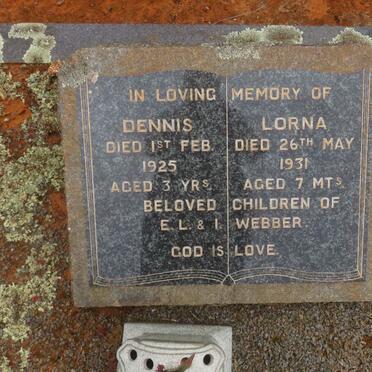 IN LOVING MEMORY OF
DENNIS
DIED 1ST FEB.
1925
AGED 3 YRS.
LORNA
DIED 26TH MAY
1931
AGED 7 MTS.
BELOVED CHILDREN OF
E. L. & I. WEBBER.
GOD IS LOVE.